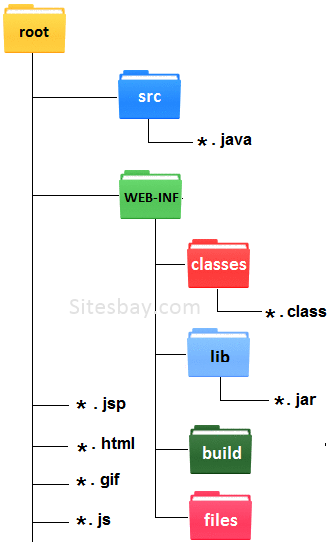 root
src
*.java
WEB-INF
classes
Sitesbay.com
*.class
lib
*.jar
*.jsp
*.html
build
*.gif
files
*.js